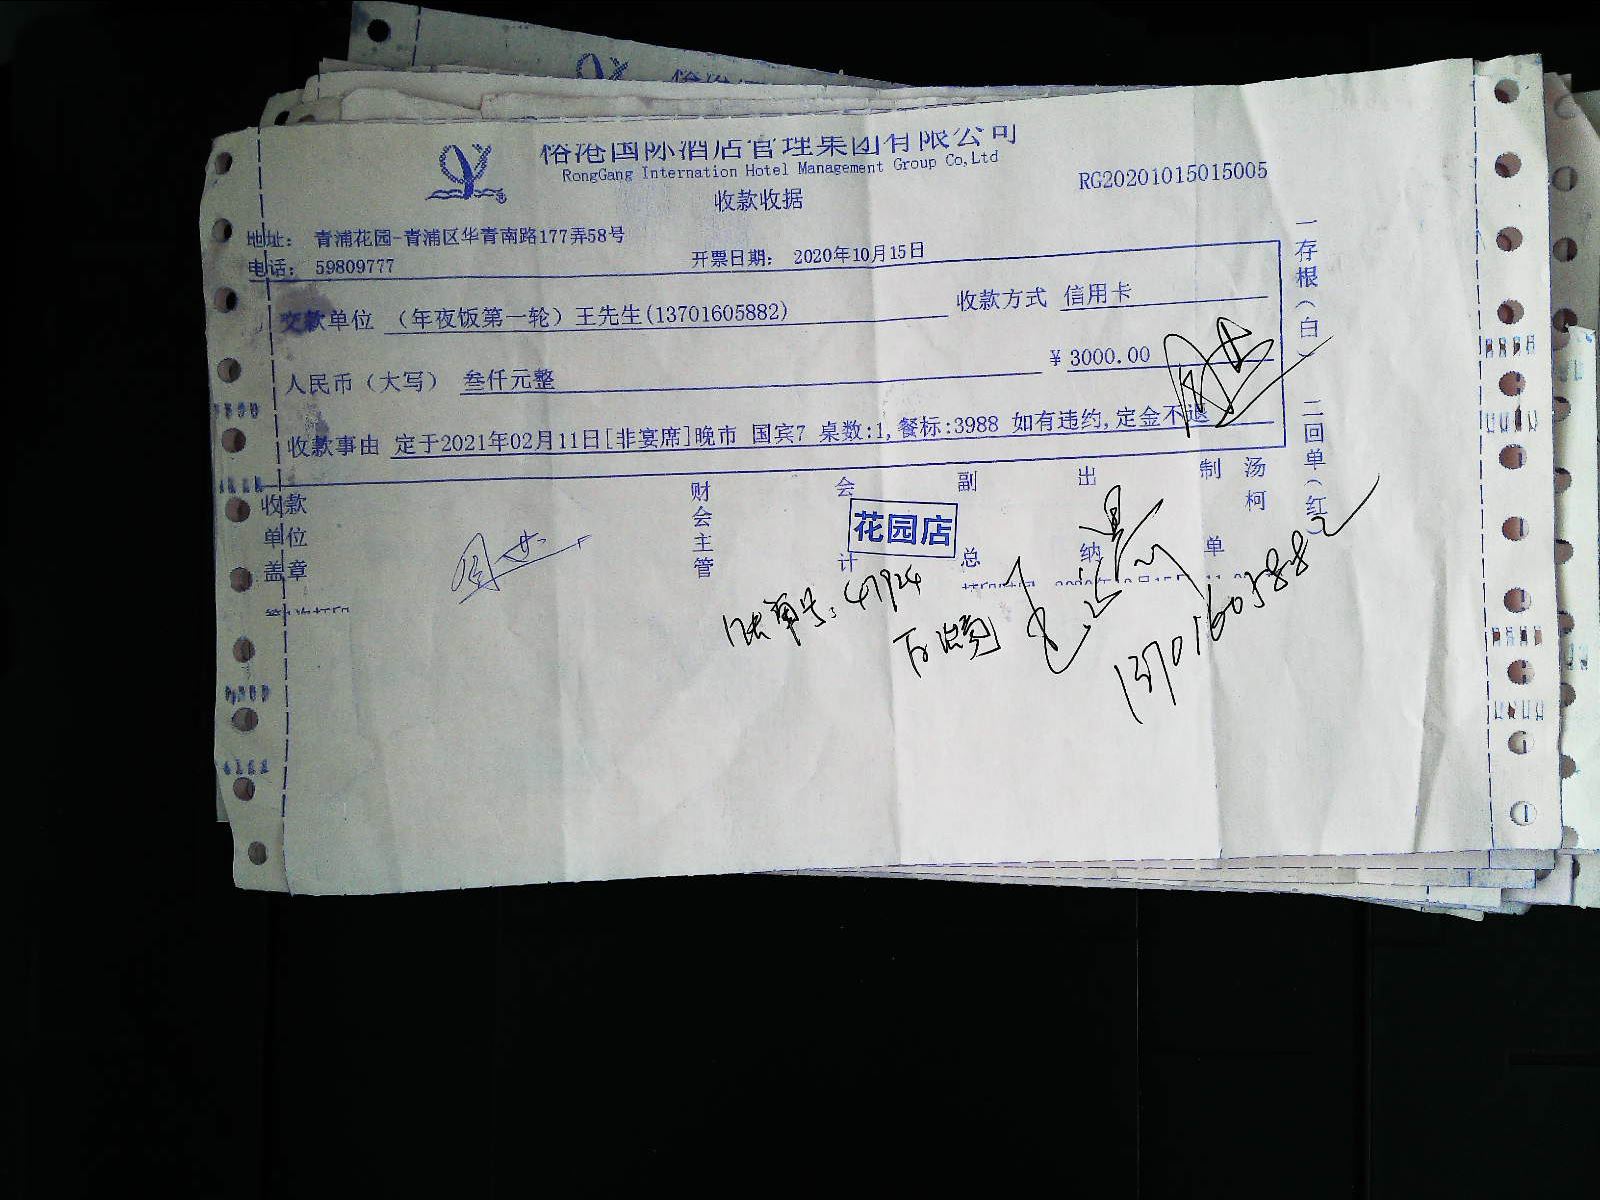 裕港国际酒店管理集团有限公司
RongGang Internation Hotel Management Group Co,Ltd
收款收据
RG20201015015005
地址： 青浦花园-青浦区华青南路177弄58号
电话： 59809777
开票日期： 2020年10月15日
交款单位 （年夜饭第一轮）王先生(13701605882)
收款方式 信用卡
人民币（大写） 叁仟元整
¥ 3000.00
收款事由 定于2021年02月11日[非宴席]晚市 国宾7 桌数:1,餐标:3988 如有违约,定金不退
一存根（白） 二回单（红）
收款单位盖章
财会主管
会计
副总
出纳
制单
汤柯
花园店
账单号：47924
13701605882